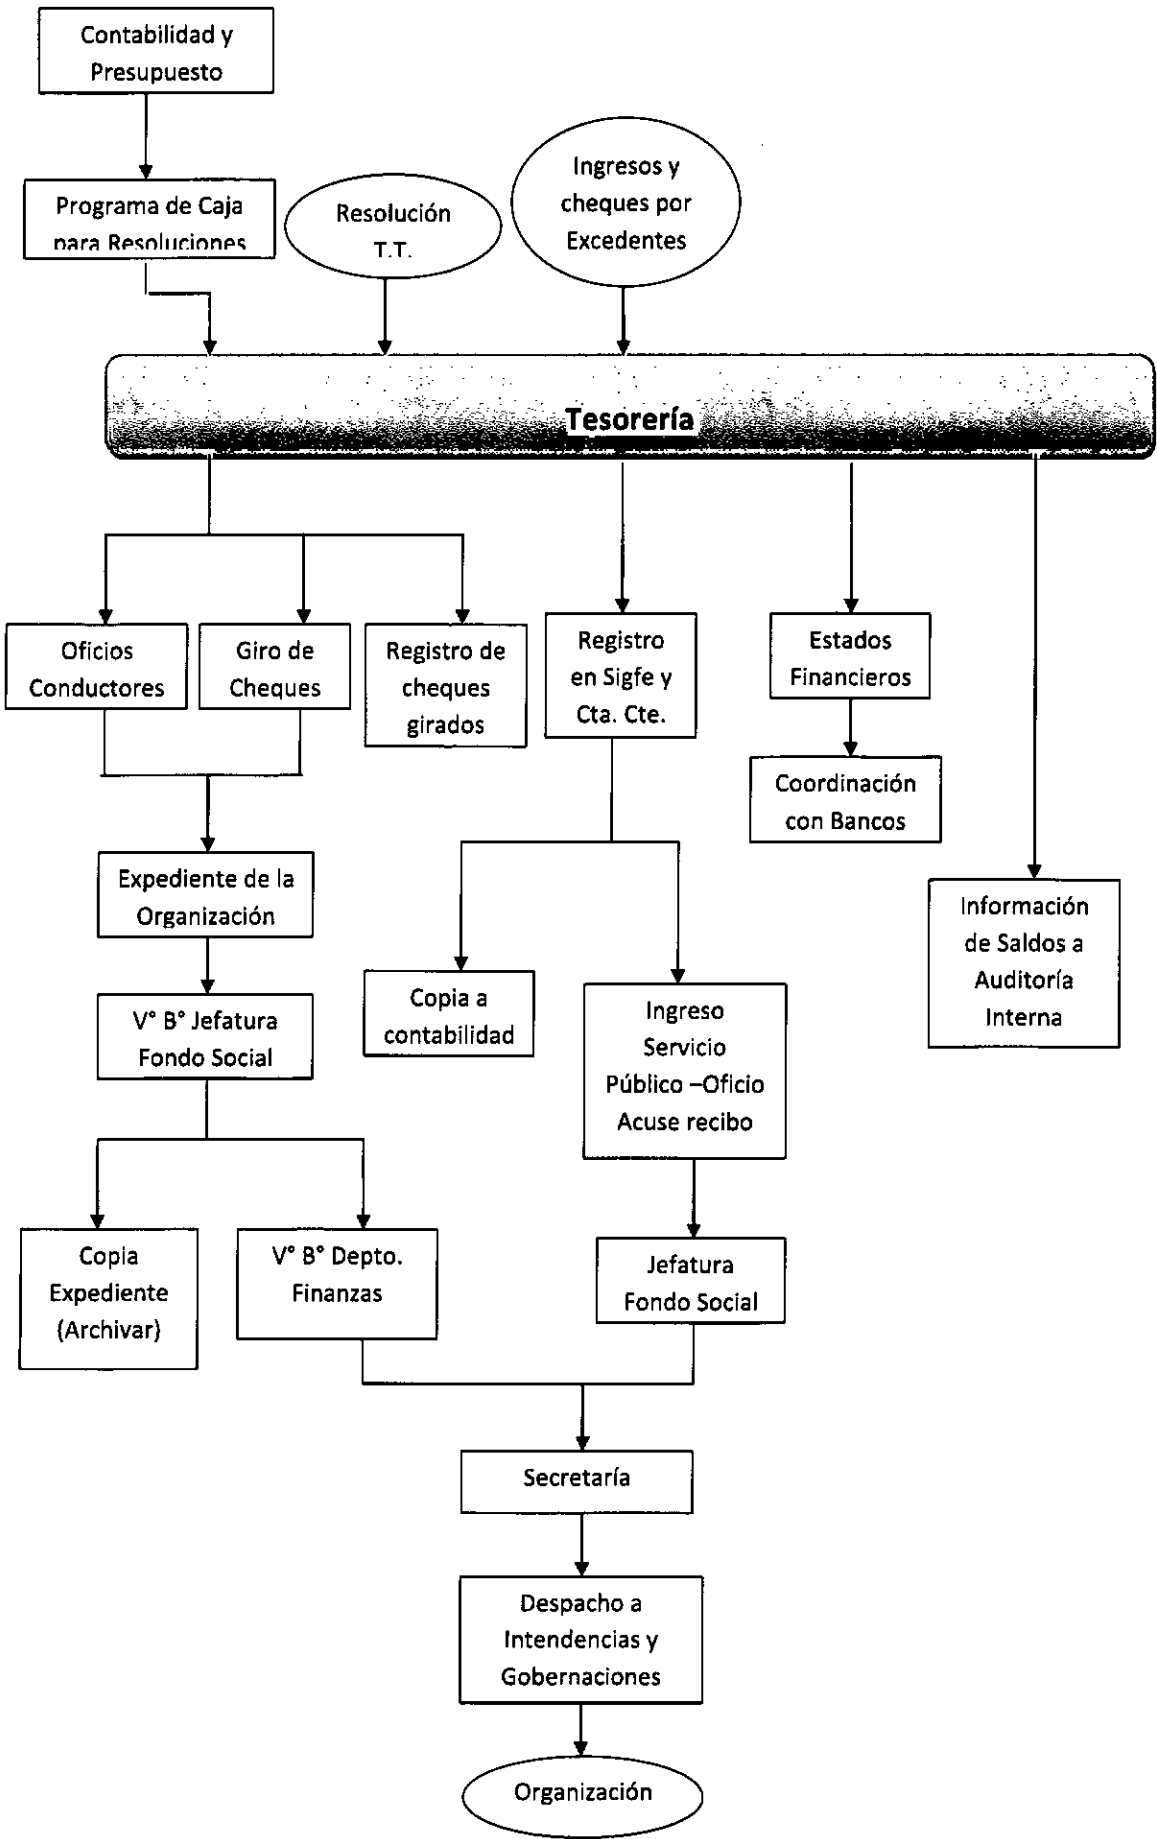 Contabilidad y
Presupuesto
Programa de Caja
para Resoluciones
Resolución
T.T.
Ingresos y
cheques por
Excedentes
Tesorería
Oficios
Conductores
Giro de
Cheques
Registro de
cheques
girados
Registro
en Sigfe y
Cta. Cte.
Estados
Financieros
Coordinación
con Bancos
Expediente de la
Organización
Información
de Saldos a
Auditoría
Interna
V° B° Jefatura
Fondo Social
Copia a
contabilidad
Ingreso
Servicio
Público –Oficio
Acuse recibo
Copia
Expediente
(Archivar)
V° B° Depto.
Finanzas
Jefatura
Fondo Social
Secretaría
Despacho a
Intendencias y
Gobernaciones
Organización